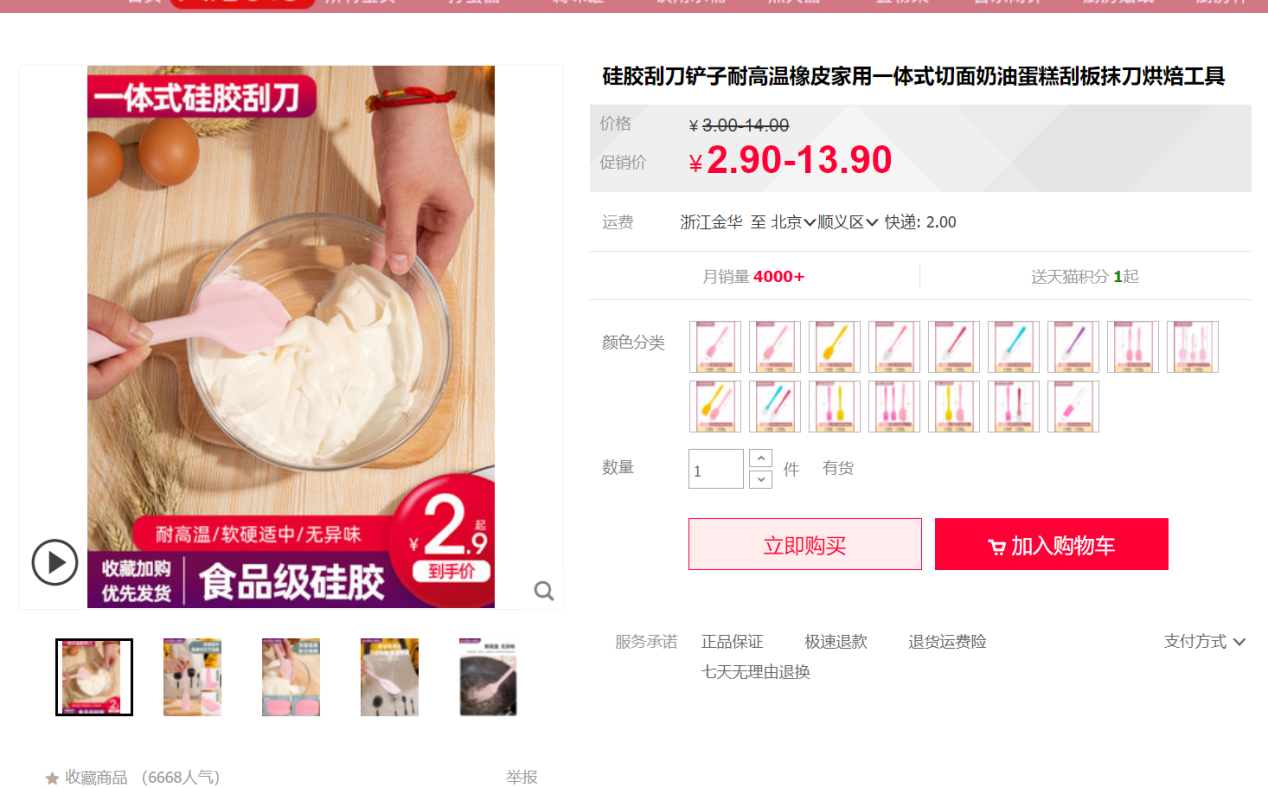 硅胶刮刀铲子耐高温橡皮家用一体式切面奶油蛋糕刮板抹刀烘焙工具
一体式硅胶刮刀
价格 ¥ 3.00-14.00
促销价 ¥ 2.90-13.90
运费 浙江金华 至 北京 顺义区 快递: 2.00
月销量 4000+ 送天猫积分 1起
颜色分类
数量 1 件 有货
耐高温/软硬适中/无异味
¥ 2.9 起
到手价
收藏加购
优先发货
食品级硅胶
立即购买 加入购物车
服务承诺 正品保证 极速退款 退货运费险 支付方式
七天无理由退换
收藏商品 (6668人气) 举报